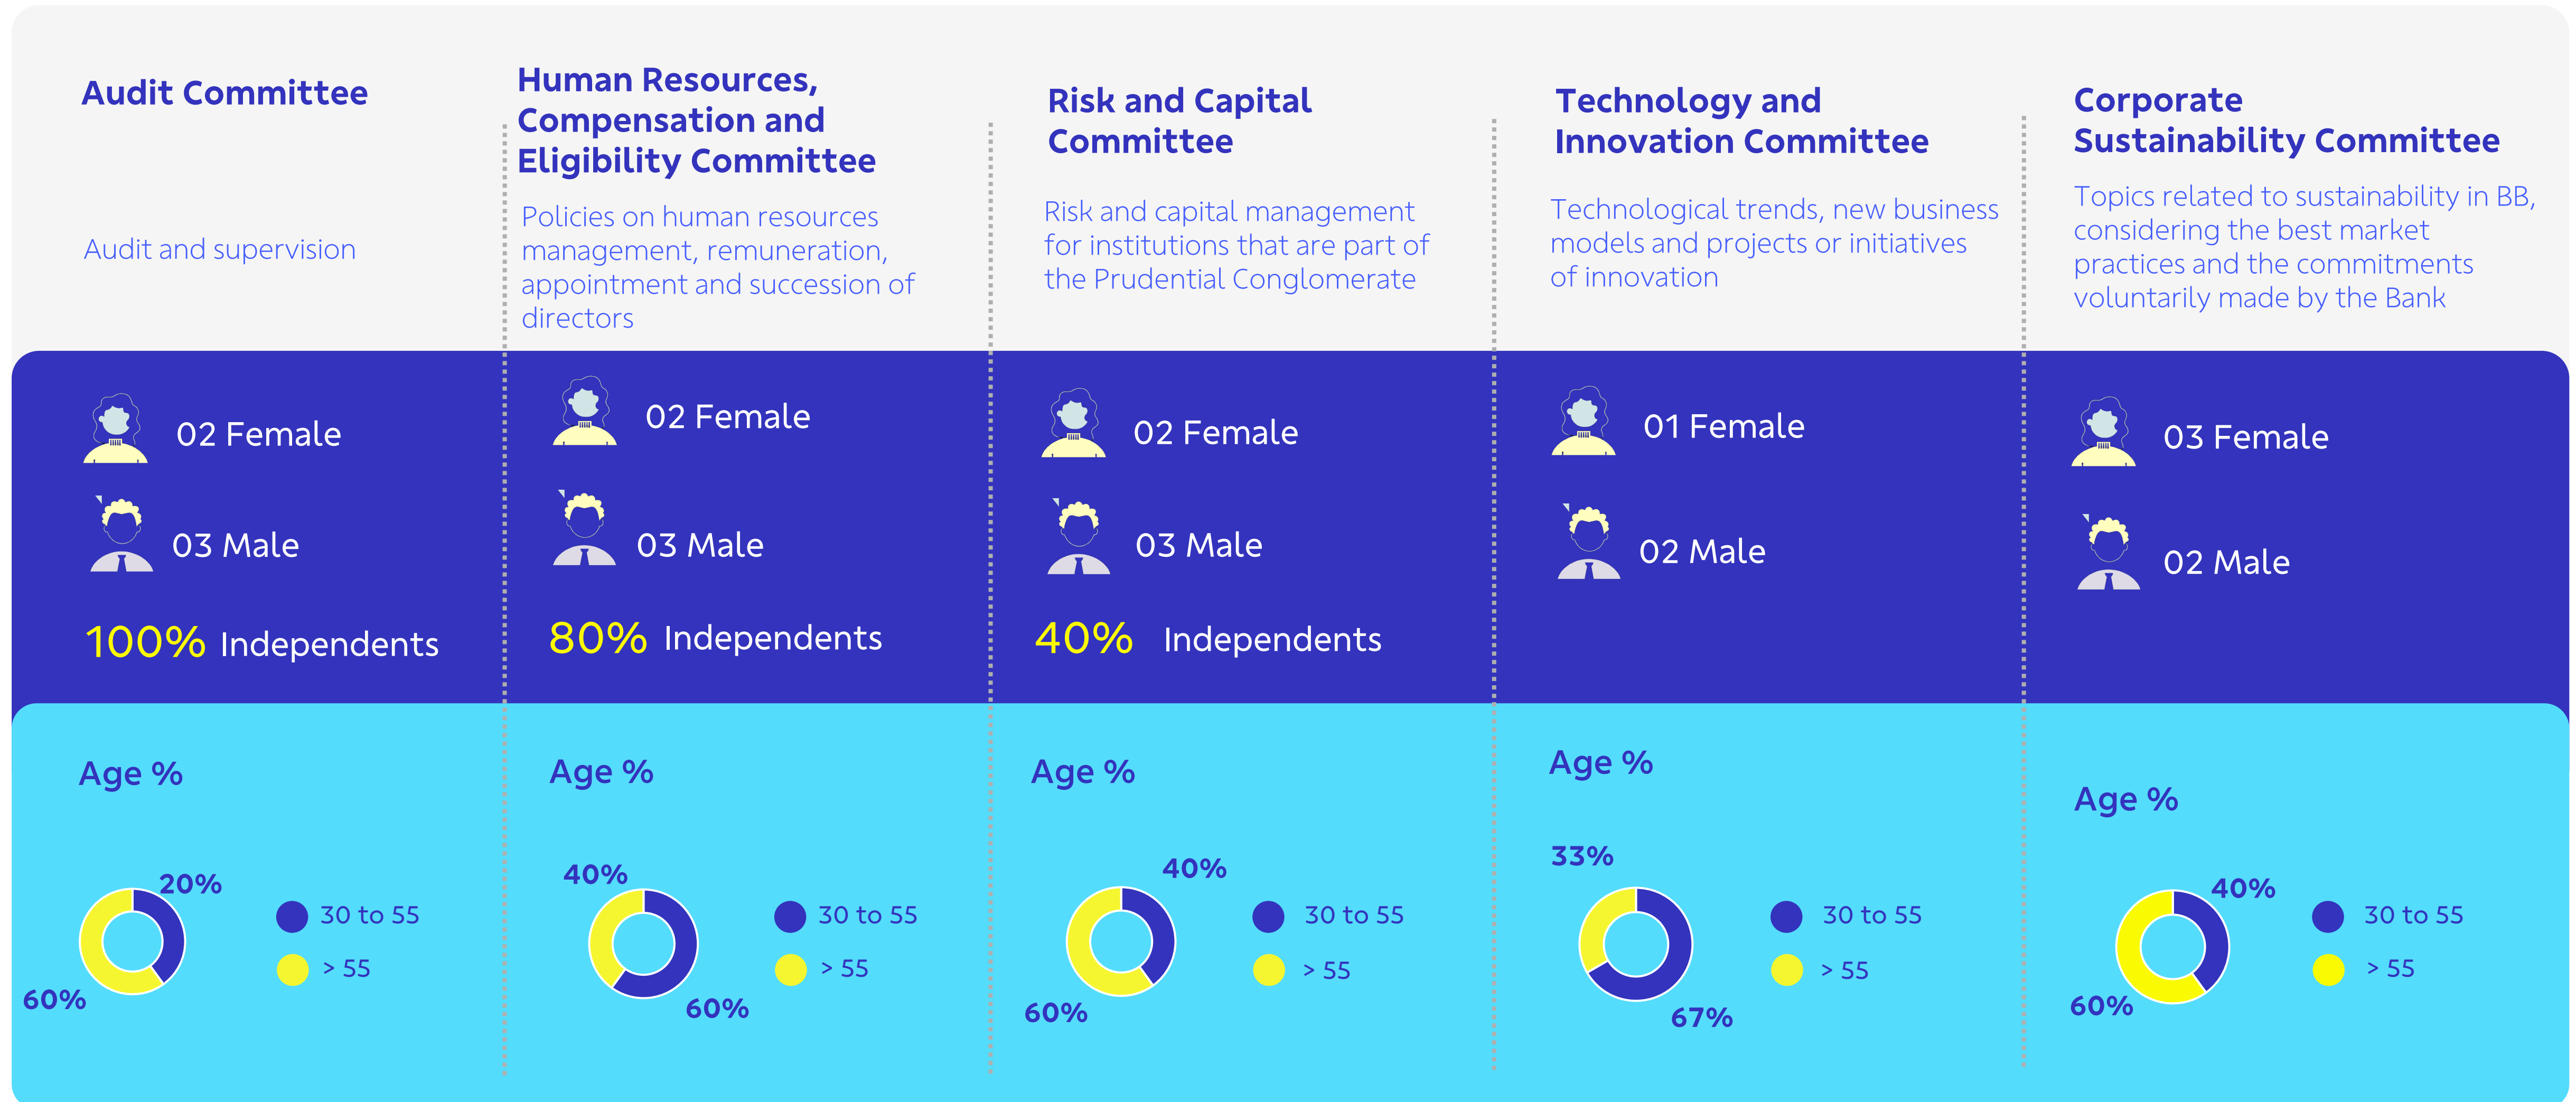 Audit Committee
Audit and supervision
02 Female
03 Male
100% Independents
Age %
20%
60%
30 to 55
> 55
Human Resources,
Compensation and
Eligibility Committee
Policies on human resources
management, remuneration,
appointment and succession of
directors
02 Female
03 Male
80% Independents
Age %
40%
60%
30 to 55
> 55
Risk and Capital
Committee
Risk and capital management
for institutions that are part of
the Prudential Conglomerate
02 Female
03 Male
40% Independents
Age %
40%
60%
30 to 55
> 55
Technology and
Innovation Committee
Technological trends, new business
models and projects or initiatives
of innovation
01 Female
02 Male
Age %
33%
67%
30 to 55
> 55
Corporate
Sustainability Committee
Topics related to sustainability in BB,
considering the best market
practices and the commitments
voluntarily made by the Bank
03 Female
02 Male
Age %
40%
60%
30 to 55
> 55